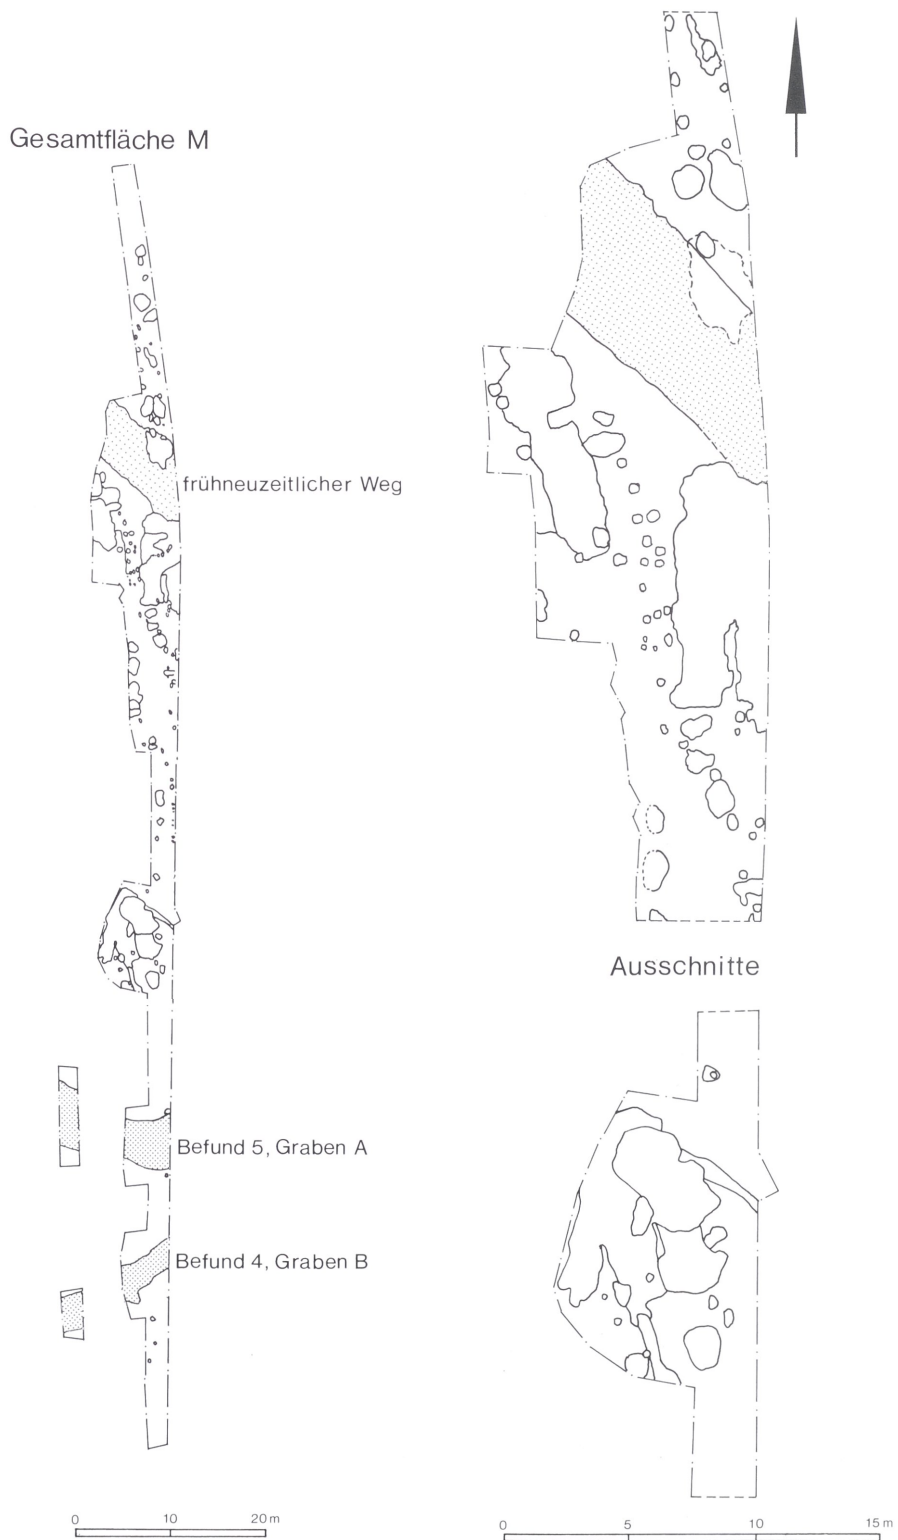 Gesamtfläche M
frühneuzeitlicher Weg
Befund 5, Graben A
Befund 4, Graben B
0 10 20 m
Ausschnitte
0 5 10 15 m